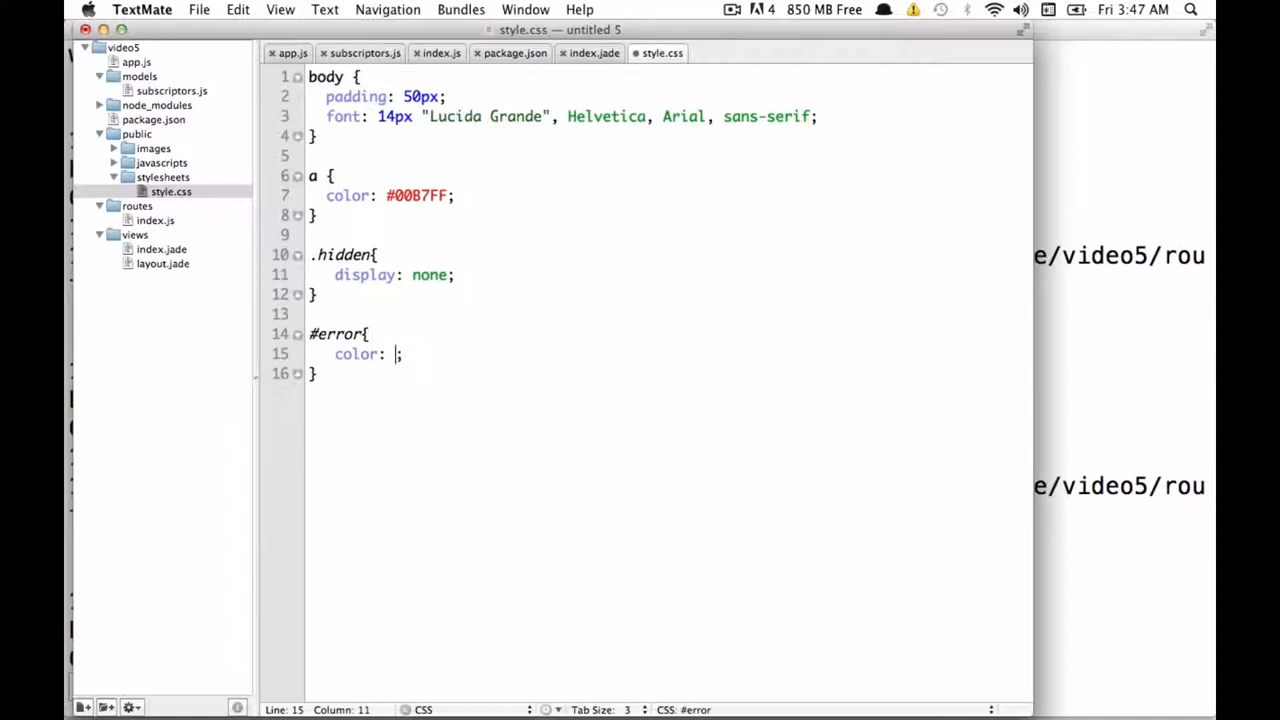 TextMate File Edit View Text Navigation Bundles Window Help 4 850 MB Free Fri 3:47 AM
style.css — untitled 5
video5
app.js
models
subscriptors.js
node_modules
package.json
public
images
javascripts
stylesheets
style.css
routes
index.js
views
index.jade
layout.jade
app.js subscriptors.js index.js package.json index.jade style.css
1 body {
2 padding: 50px;
3 font: 14px "Lucida Grande", Helvetica, Arial, sans-serif;
4 }
5
6 a {
7 color: #00B7FF;
8 }
9
10 .hidden{
11 display: none;
12 }
13
14 #error{
15 color: ;
16 }
e/video5/rou
e/video5/rou
Line: 15 Column: 11 CSS Tab Size: 3 CSS: #error